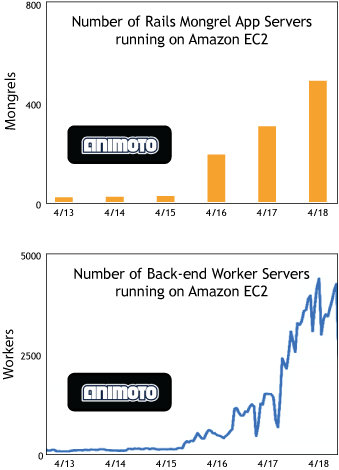 800
Number of Rails Mongrel App Servers
running on Amazon EC2
Mongrels
400
ANIMOTO
0
4/13 4/14 4/15 4/16 4/17 4/18
5000
Number of Back-end Worker Servers
running on Amazon EC2
Workers
2500
ANIMOTO
0
4/13 4/14 4/15 4/16 4/17 4/18